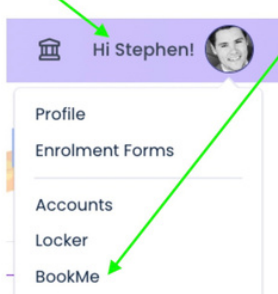 Hi Stephen!
Profile
Enrolment Forms
Accounts
Locker
BookMe